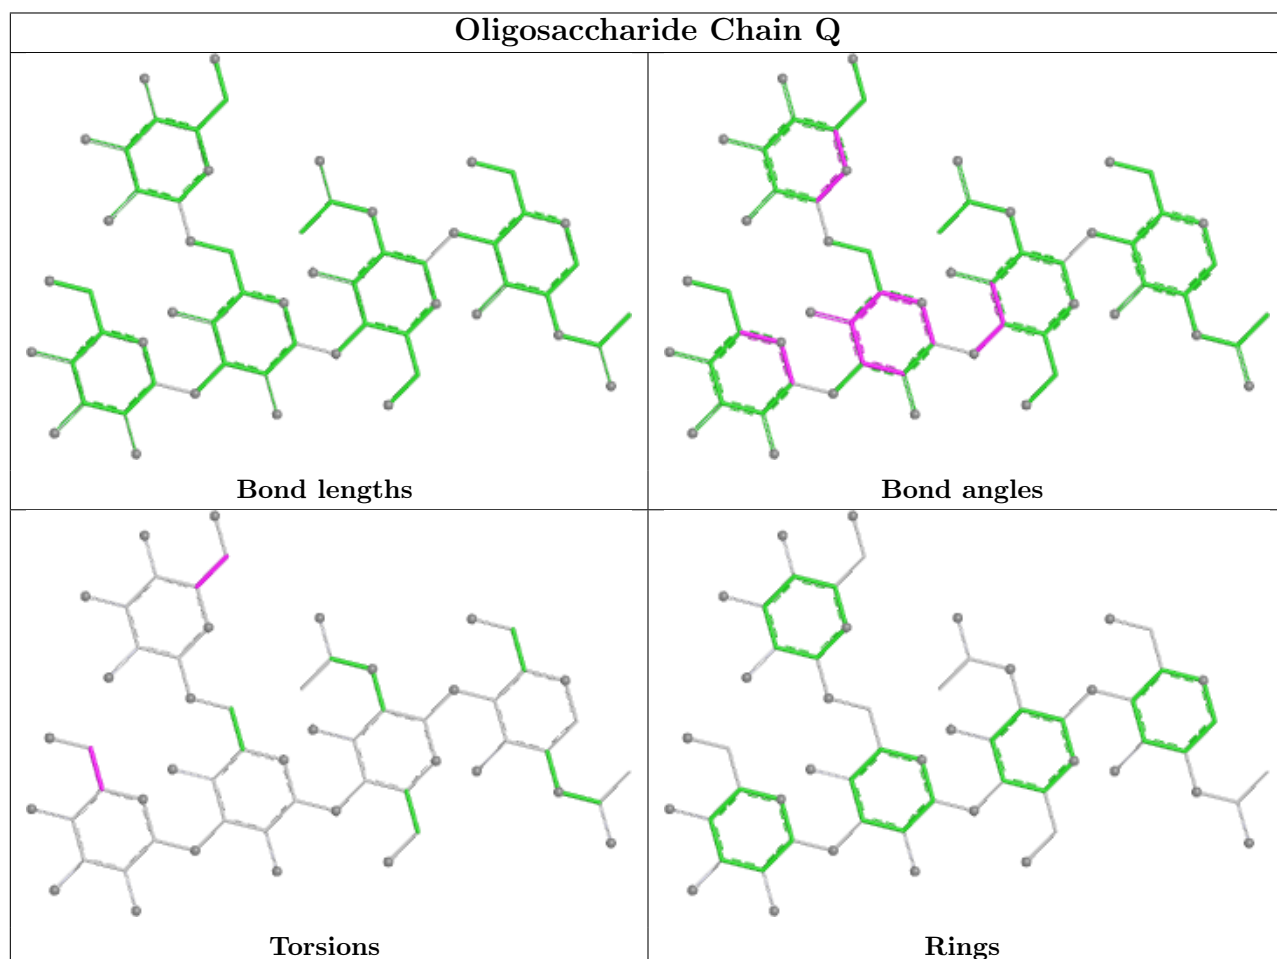 Oligosaccharide Chain Q
Bond lengths
Bond angles
Torsions
Rings